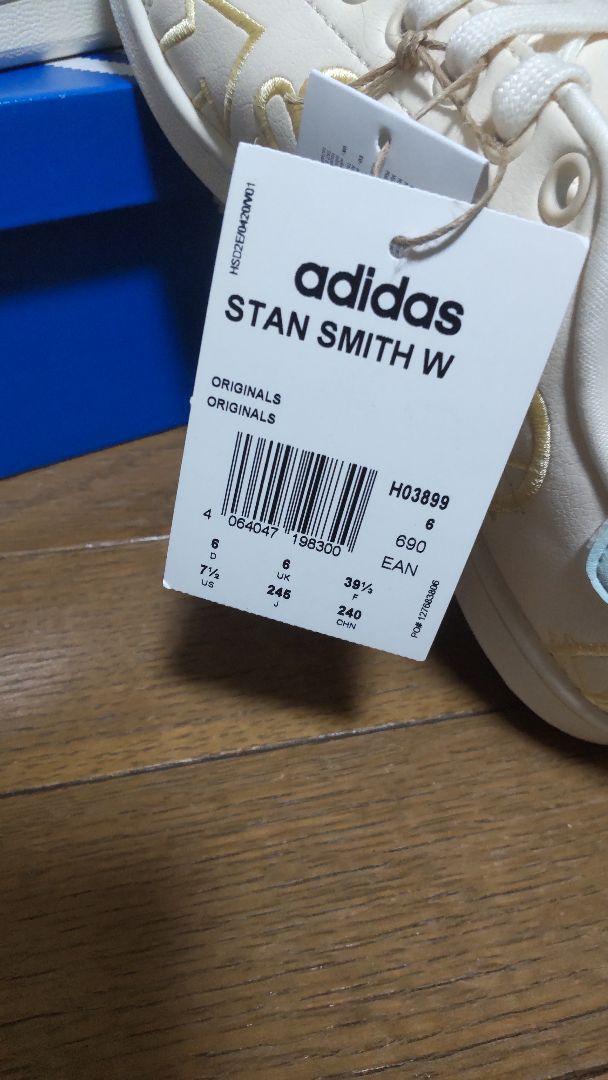 HSD2E/0420/V01
adidas
STAN SMITH W
ORIGINALS
ORIGINALS
H03899
6
690
EAN
4 064047 198300
6 6 39⅓
D UK F
7½ 245 240
US J CHN
PO# 127683806